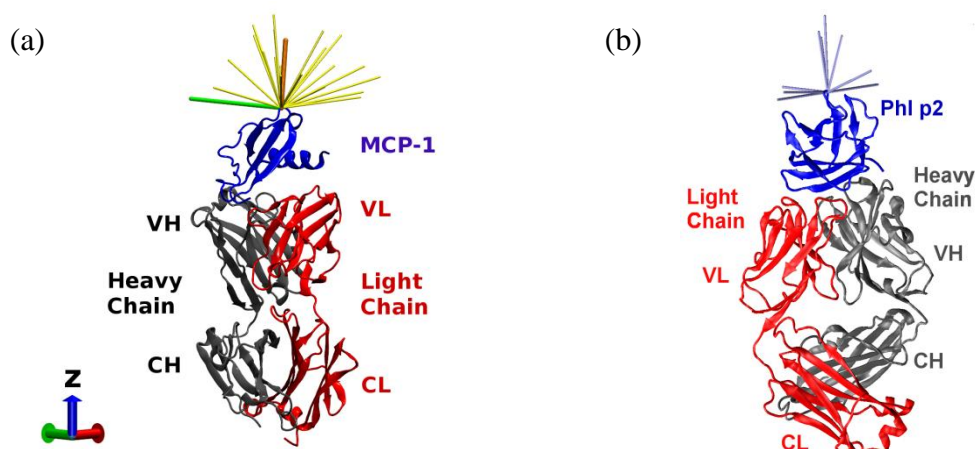 (a)
MCP-1
VH
VL
Heavy
Chain
Light
Chain
CH
CL
z
(b)
Phl p2
Heavy
Chain
Light
Chain
VL
VH
CH
CL